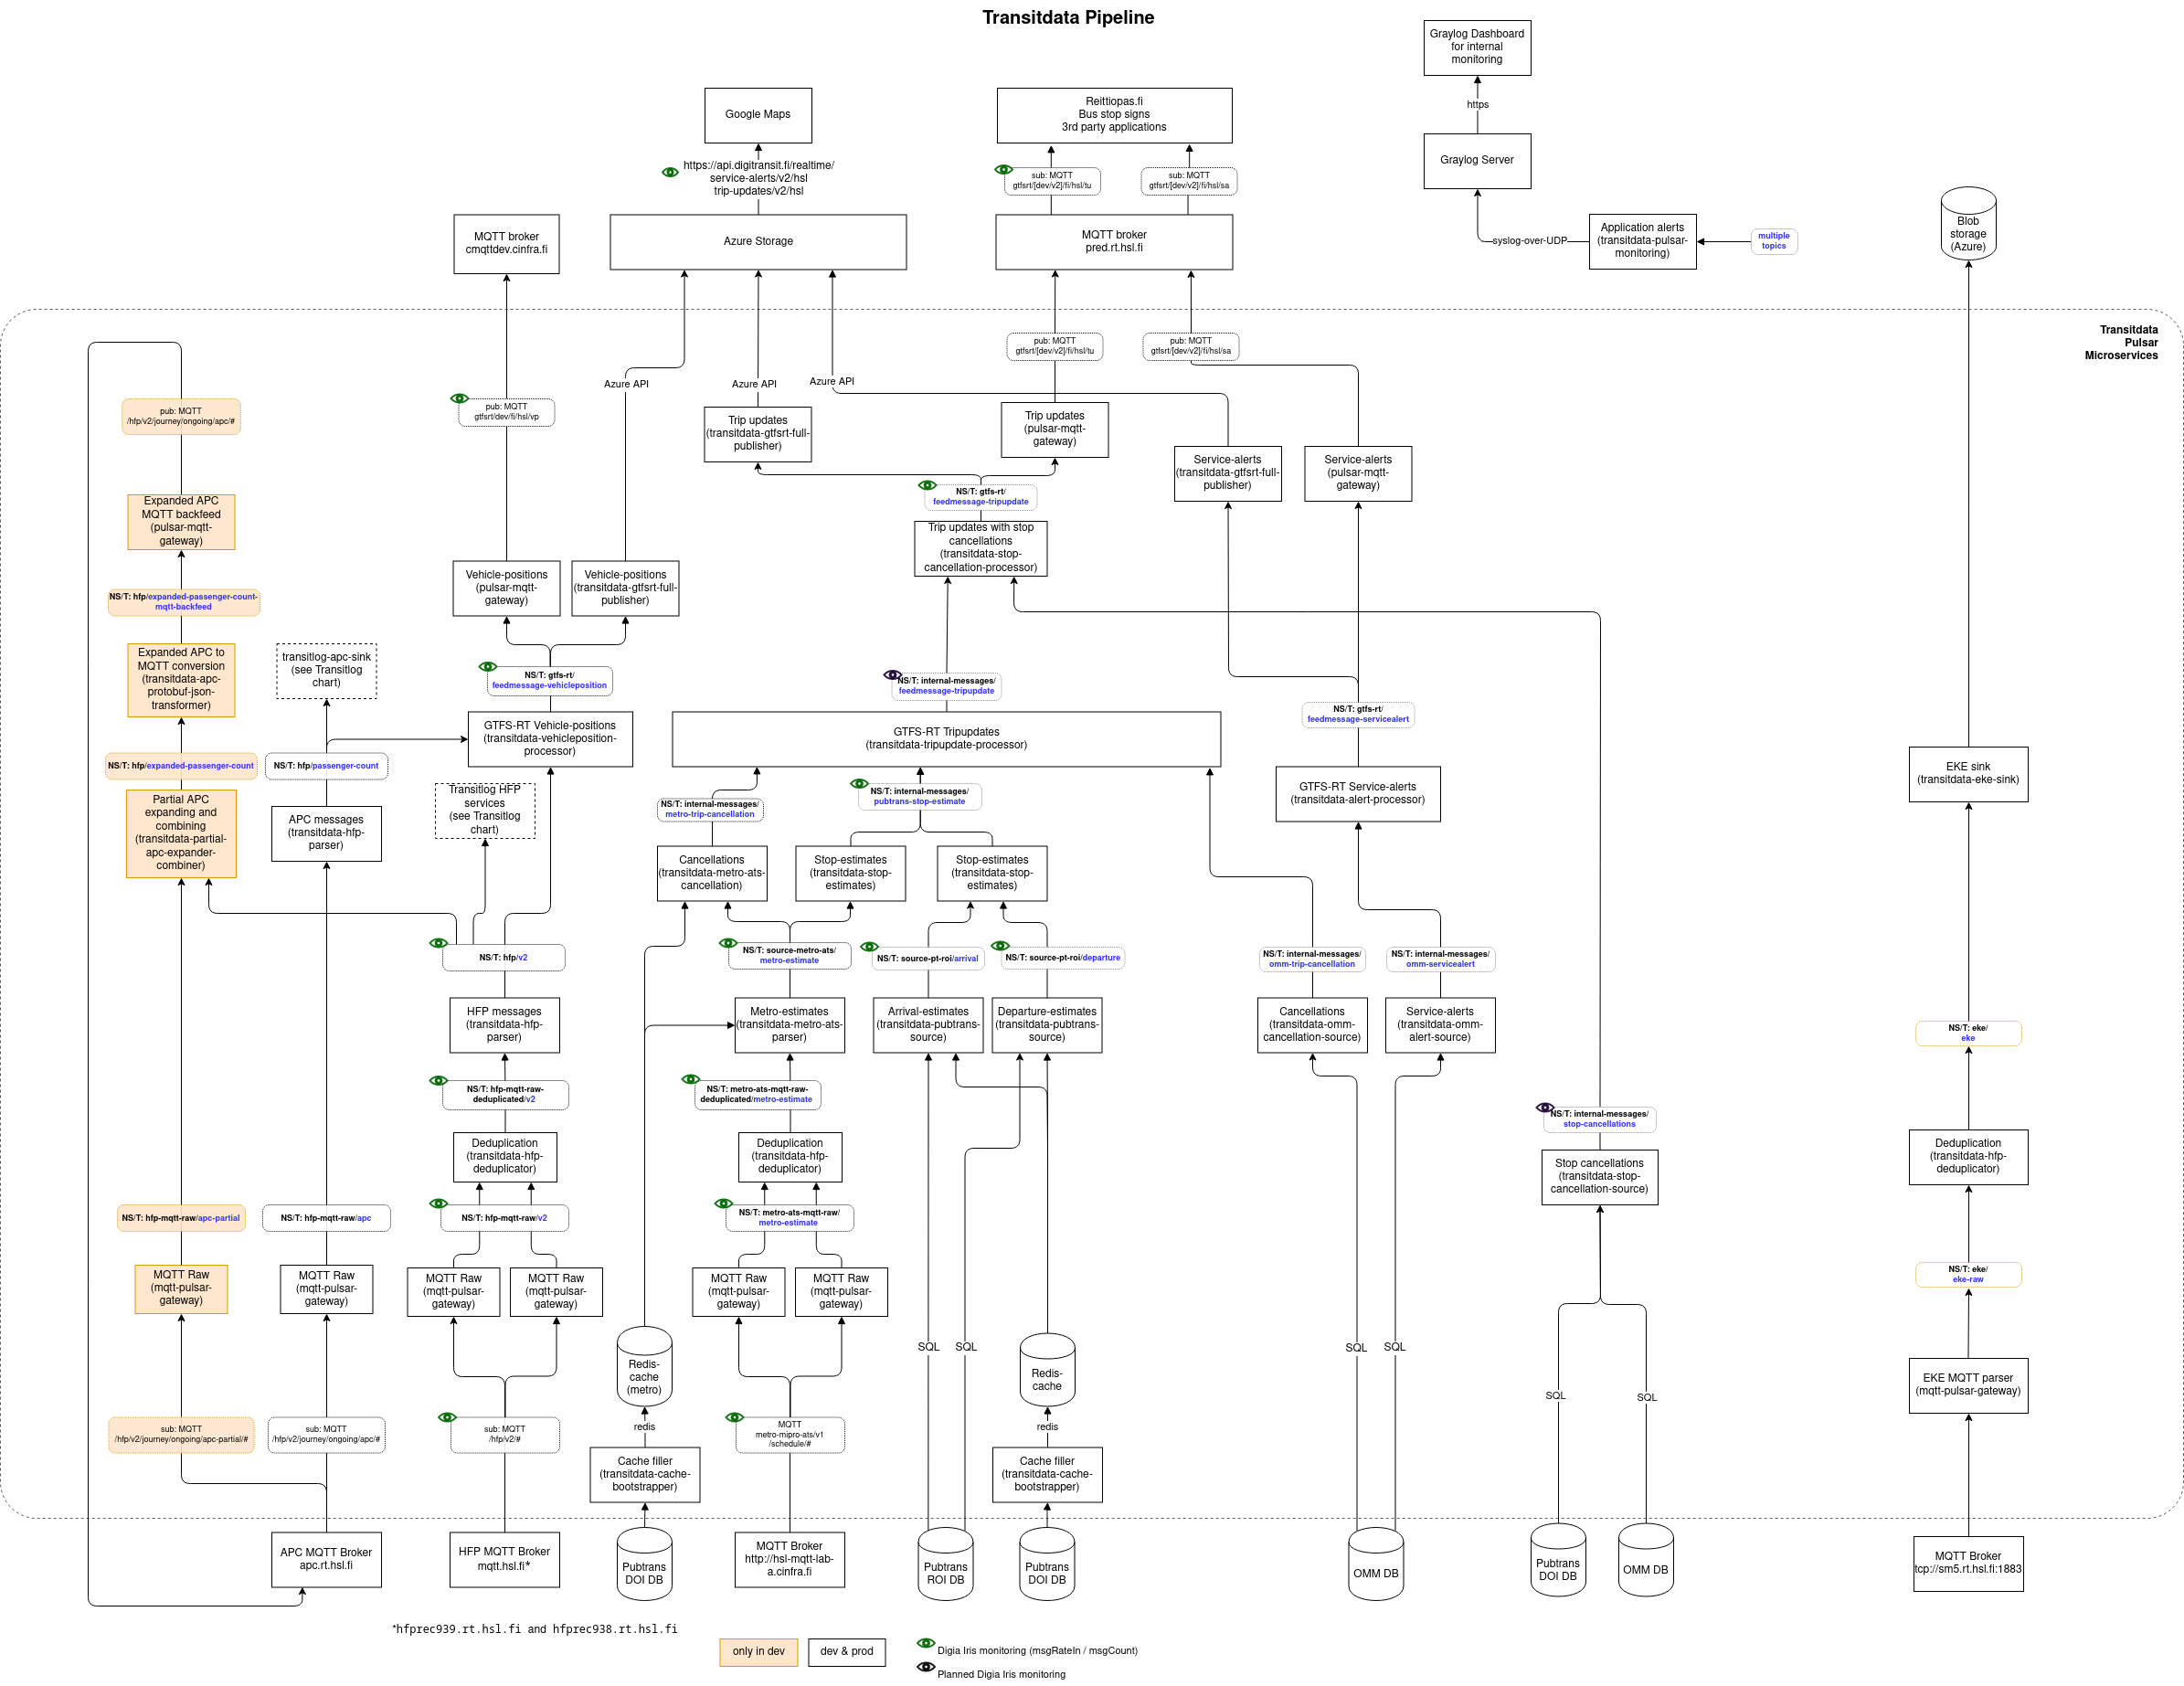 Transitdata Pipeline
Graylog Dashboard
for internal
monitoring
https
Graylog Server
Google Maps
https://api.digitransit.fi/realtime/
service-alerts/v2/hsl
trip-updates/v2/hsl
Reittiopas.fi
Bus stop signs
3rd party applications
sub: MQTT
gtfsrt/[dev/v2]/fi/hsl/tu
sub: MQTT
gtfsrt/[dev/v2]/fi/hsl/sa
MQTT broker
cmqttdev.cinfra.fi
Azure Storage
MQTT broker
pred.rt.hsl.fi
syslog-over-UDP
Application alerts
(transitdata-pulsar-
monitoring)
multiple
topics
Blob
storage
(Azure)
Transitdata
Pulsar
Microservices
pub: MQTT
gtfsrt/[dev/v2]/fi/hsl/tu
pub: MQTT
gtfsrt/[dev/v2]/fi/hsl/sa
Azure API
Azure API
Azure API
pub: MQTT
/hfp/v2/journey/ongoing/apc/#
pub: MQTT
gtfsrt/dev/fi/hsl/vp
Trip updates
(transitdata-gtfsrt-full-
publisher)
Trip updates
(pulsar-mqtt-
gateway)
Service-alerts
(transitdata-gtfsrt-full-
publisher)
Service-alerts
(pulsar-mqtt-
gateway)
Expanded APC
MQTT backfeed
(pulsar-mqtt-
gateway)
NS/T: gtfs-rt/
feedmessage-tripupdate
Trip updates with stop
cancellations
(transitdata-stop-
cancellation-processor)
Vehicle-positions
(pulsar-mqtt-
gateway)
Vehicle-positions
(transitdata-gtfsrt-full-
publisher)
NS/T: hfp/expanded-passenger-count-
mqtt-backfeed
Expanded APC to
MQTT conversion
(transitdata-apc-
protobuf-json-
transformer)
transitlog-apc-sink
(see Transitlog
chart)
NS/T: gtfs-rt/
feedmessage-vehicleposition
NS/T: internal-messages/
feedmessage-tripupdate
NS/T: gtfs-rt/
feedmessage-servicealert
GTFS-RT Vehicle-positions
(transitdata-vehicleposition-
processor)
GTFS-RT Tripupdates
(transitdata-tripupdate-processor)
NS/T: hfp/expanded-passenger-count
NS/T: hfp/passenger-count
GTFS-RT Service-alerts
(transitdata-alert-processor)
EKE sink
(transitdata-eke-sink)
Partial APC
expanding and
combining
(transitdata-partial-
apc-expander-
combiner)
APC messages
(transitdata-hfp-
parser)
Transitlog HFP
services
(see Transitlog
chart)
NS/T: internal-messages/
metro-trip-cancellation
NS/T: internal-messages/
pubtrans-stop-estimate
Cancellations
(transitdata-metro-ats-
cancellation)
Stop-estimates
(transitdata-stop-
estimates)
Stop-estimates
(transitdata-stop-
estimates)
NS/T: hfp/v2
NS/T: source-metro-ats/
metro-estimate
NS/T: source-pt-roi/arrival
NS/T: source-pt-roi/departure
NS/T: internal-messages/
omm-trip-cancellation
NS/T: internal-messages/
omm-servicealert
HFP messages
(transitdata-hfp-
parser)
Metro-estimates
(transitdata-metro-ats-
parser)
Arrival-estimates
(transitdata-pubtrans-
source)
Departure-estimates
(transitdata-pubtrans-
source)
Cancellations
(transitdata-omm-
cancellation-source)
Service-alerts
(transitdata-omm-
alert-source)
NS/T: eke/
eke
NS/T: hfp-mqtt-raw-
deduplicated/v2
NS/T: metro-ats-mqtt-raw-
deduplicated/metro-estimate
NS/T: internal-messages/
stop-cancellations
Deduplication
(transitdata-hfp-
deduplicator)
Deduplication
(transitdata-hfp-
deduplicator)
Stop cancellations
(transitdata-stop-
cancellation-source)
Deduplication
(transitdata-hfp-
deduplicator)
NS/T: hfp-mqtt-raw/apc-partial
NS/T: hfp-mqtt-raw/apc
NS/T: hfp-mqtt-raw/v2
NS/T: metro-ats-mqtt-raw/
metro-estimate
MQTT Raw
(mqtt-pulsar-
gateway)
MQTT Raw
(mqtt-pulsar-
gateway)
MQTT Raw
(mqtt-pulsar-
gateway)
MQTT Raw
(mqtt-pulsar-
gateway)
MQTT Raw
(mqtt-pulsar-
gateway)
MQTT Raw
(mqtt-pulsar-
gateway)
NS/T: eke/
eke-raw
Redis-
cache
(metro)
SQL
SQL
Redis-
cache
SQL
SQL
SQL
SQL
EKE MQTT parser
(mqtt-pulsar-gateway)
sub: MQTT
/hfp/v2/journey/ongoing/apc-partial/#
sub: MQTT
/hfp/v2/journey/ongoing/apc/#
sub: MQTT
/hfp/v2/#
redis
MQTT
metro-mipro-ats/v1
/schedule/#
redis
Cache filler
(transitdata-cache-
bootstrapper)
Cache filler
(transitdata-cache-
bootstrapper)
APC MQTT Broker
apc.rt.hsl.fi
HFP MQTT Broker
mqtt.hsl.fi*
Pubtrans
DOI DB
MQTT Broker
http://hsl-mqtt-lab-
a.cinfra.fi
Pubtrans
ROI DB
Pubtrans
DOI DB
OMM DB
Pubtrans
DOI DB
OMM DB
MQTT Broker
tcp://sm5.rt.hsl.fi:1883
*hfprec939.rt.hsl.fi and hfprec938.rt.hsl.fi
only in dev
dev & prod
Digia Iris monitoring (msgRateIn / msgCount)
Planned Digia Iris monitoring